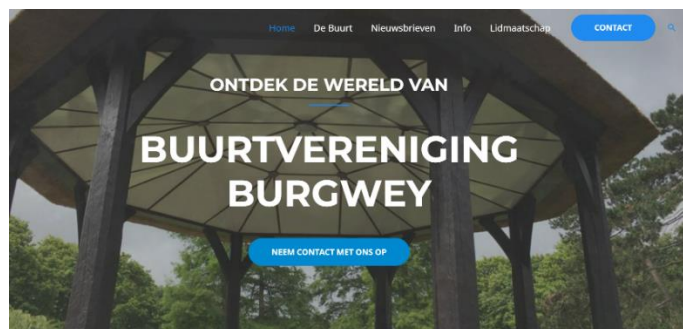 Home De Buurt Nieuwsbrieven Info Lidmaatschap CONTACT
ONTDEK DE WERELD VAN
BUURTVERENIGING
BURGWEY
NEEM CONTACT MET ONS OP